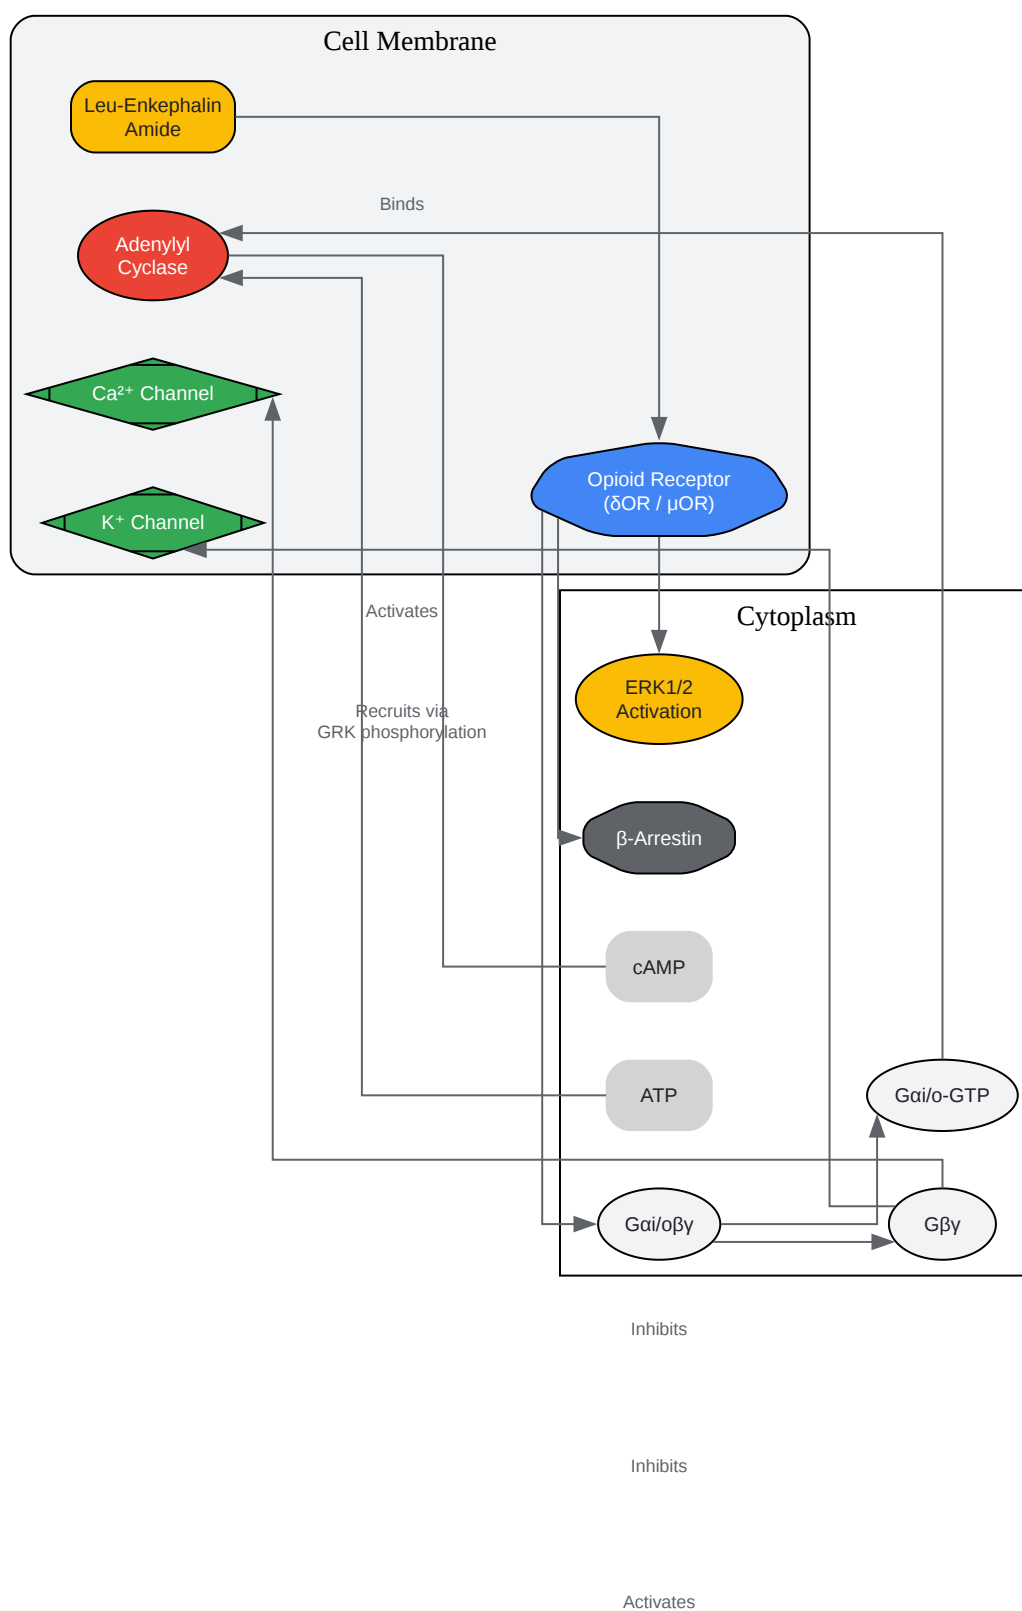 Cell Membrane
Leu-Enkephalin
Amide
Binds
Adenylyl
Cyclase
Ca²⁺ Channel
Opioid Receptor
(δOR / μOR)
K⁺ Channel
Activates
Cytoplasm
ERK1/2
Activation
Recruits via
GRK phosphorylation
β-Arrestin
cAMP
ATP
Gαi/o-GTP
Gαi/oβγ
Gβγ
Inhibits
Inhibits
Activates